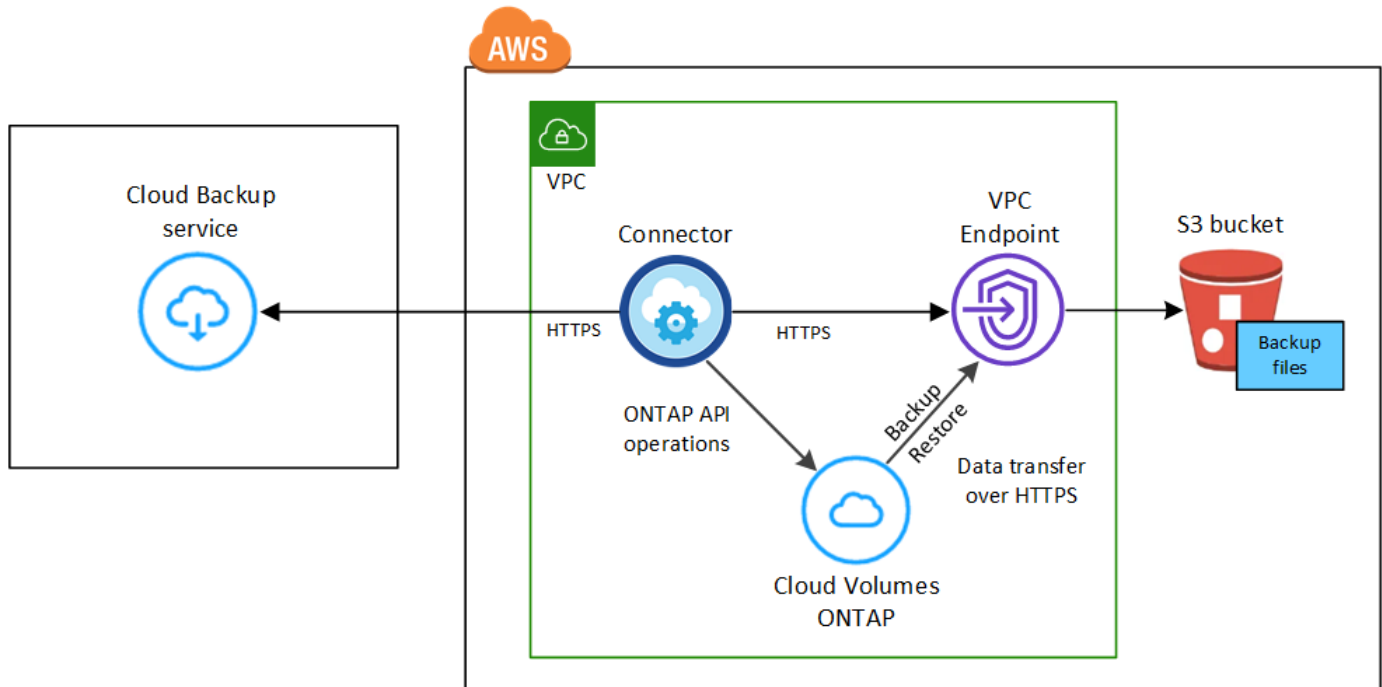 AWS
VPC
Cloud Backup
service
Connector
VPC
Endpoint
S3 bucket
HTTPS
HTTPS
Backup
files
ONTAP API
operations
Backup
Restore
Data transfer
over HTTPS
Cloud Volumes
ONTAP